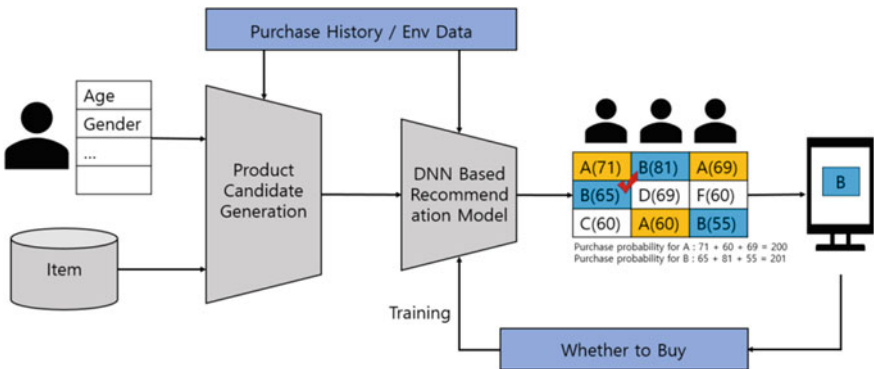 Purchase History / Env Data
Age
Gender
...
Item
Product
Candidate
Generation
DNN Based
Recommend
ation Model
A(71) B(81) A(69)
B(65) D(69) F(60)
C(60) A(60) B(55)
Purchase probability for A : 71 + 60 + 69 = 200
Purchase probability for B : 65 + 81 + 55 = 201
B
Training
Whether to Buy